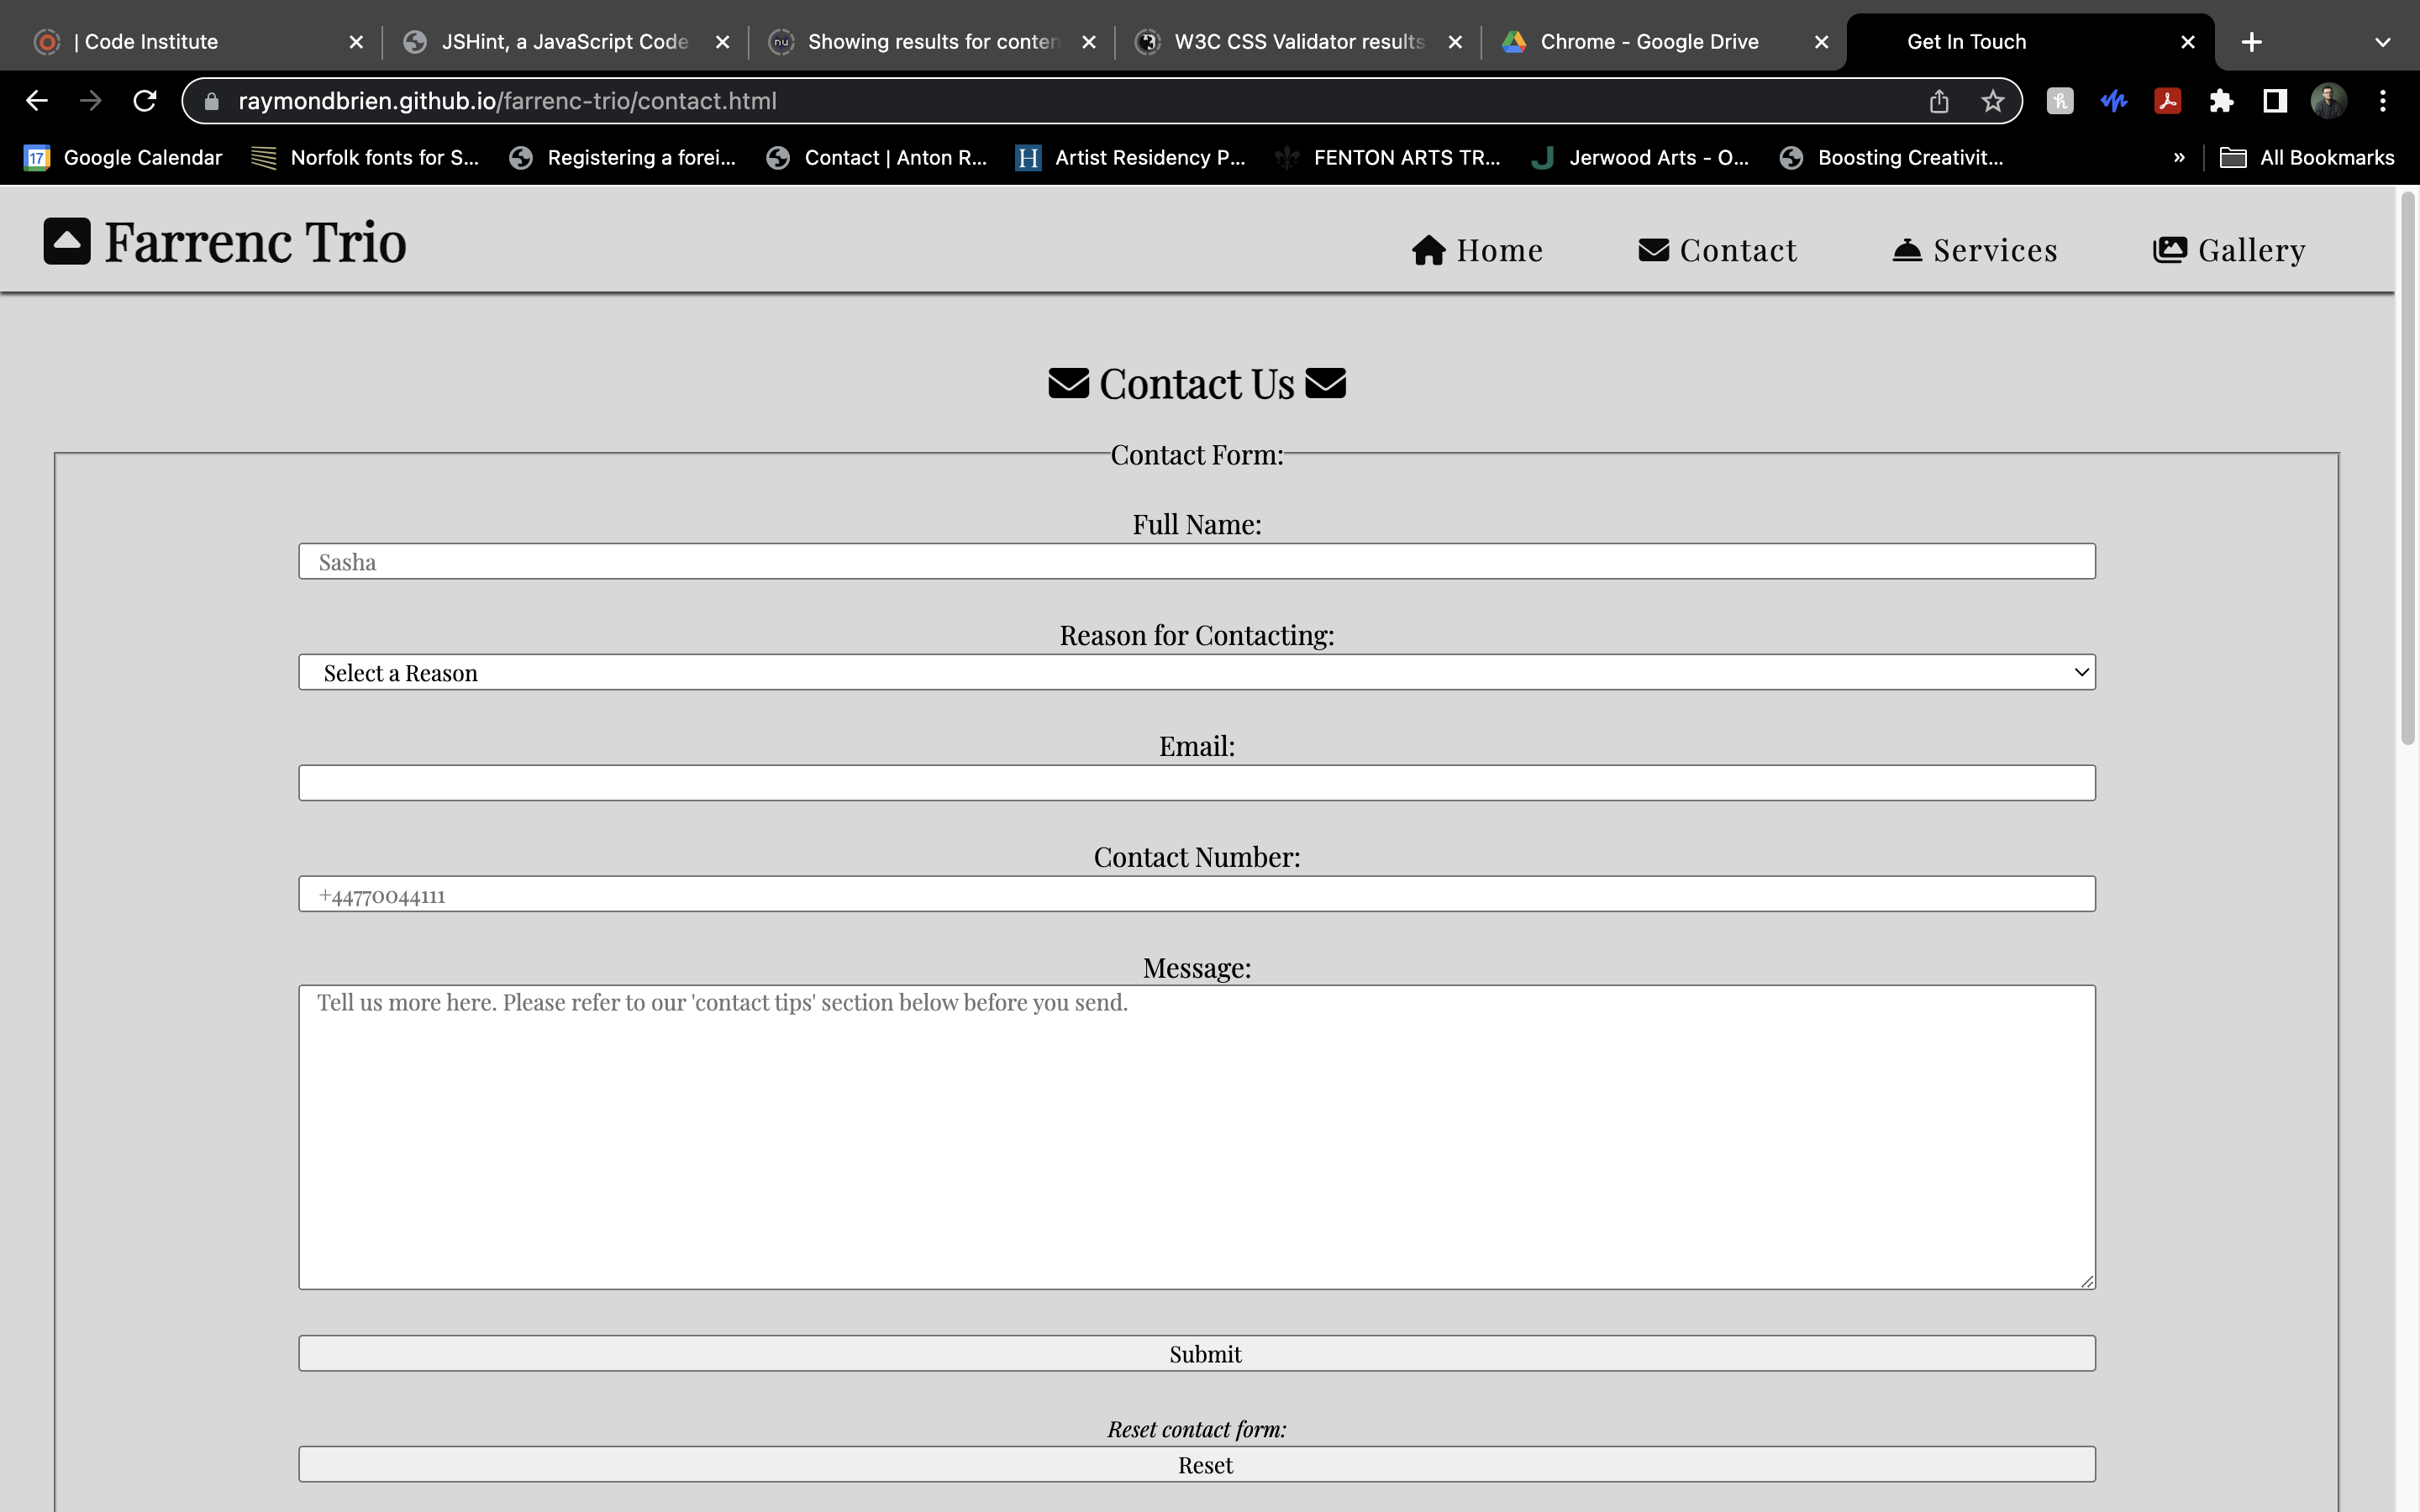 | Code Institute
JSHint, a JavaScript Code
Showing results for conten
W3C CSS Validator results
Chrome - Google Drive
Get In Touch
raymondbrien.github.io/farrenc-trio/contact.html
17 Google Calendar
Norfolk fonts for S...
Registering a forei...
Contact | Anton R...
H Artist Residency P...
FENTON ARTS TR...
Jerwood Arts - O...
Boosting Creativit...
» All Bookmarks
Farrenc Trio
Home
Contact
Services
Gallery
Contact Us
Contact Form:
Full Name:
Sasha
Reason for Contacting:
Select a Reason
Email:
Contact Number:
+44770044111
Message:
Tell us more here. Please refer to our 'contact tips' section below before you send.
Submit
Reset contact form:
Reset